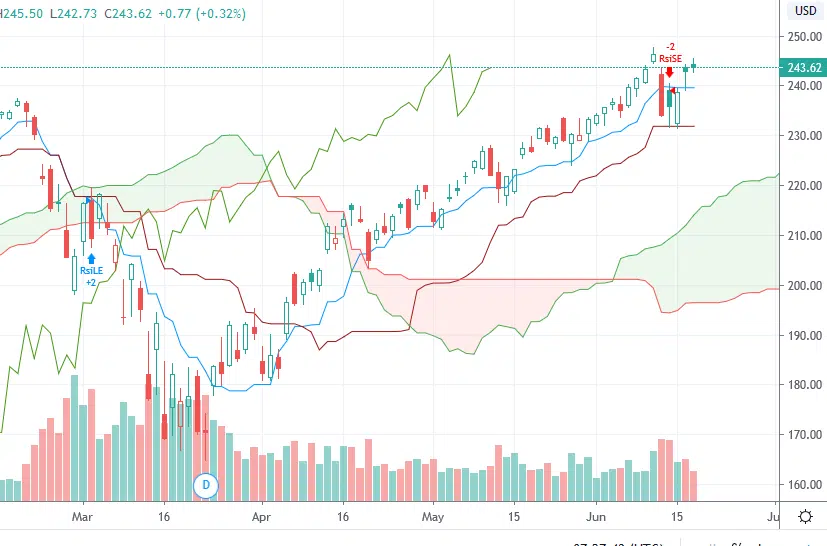 H245.50 L242.73 C243.62 +0.77 (+0.32%)
USD
250.00
243.62
240.00
230.00
220.00
210.00
200.00
190.00
180.00
170.00
160.00
-2
RsiSE
RsiLE
+2
D
Mar 16 Apr 16 May 15 Jun 15 Ju